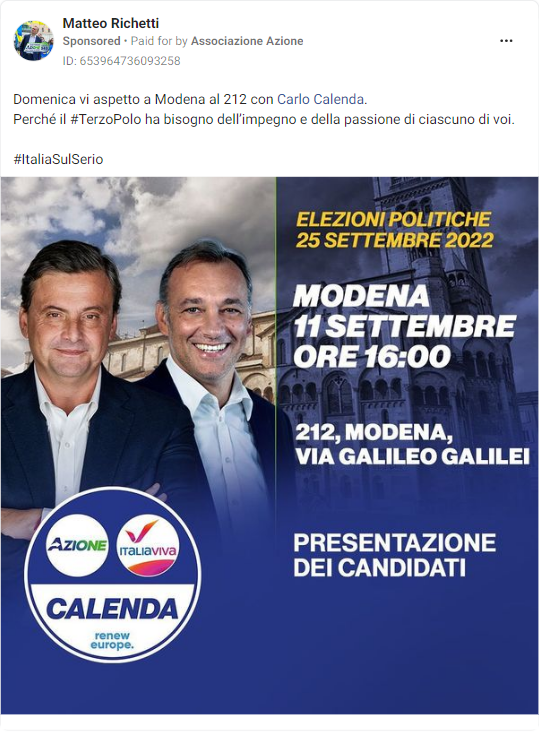 Matteo Richetti
Sponsored • Paid for by Associazione Azione
ID: 653964736093258
Domenica vi aspetto a Modena al 212 con Carlo Calenda.
Perché il #TerzoPolo ha bisogno dell'impegno e della passione di ciascuno di voi.
#ItaliaSulSerio
ELEZIONI POLITICHE
25 SETTEMBRE 2022
MODENA
11 SETTEMBRE
ORE 16:00
212, MODENA,
VIA GALILEO GALILEI
PRESENTAZIONE
DEI CANDIDATI
AZIONE
ITALIAVIVA
CALENDA
renew
europe.